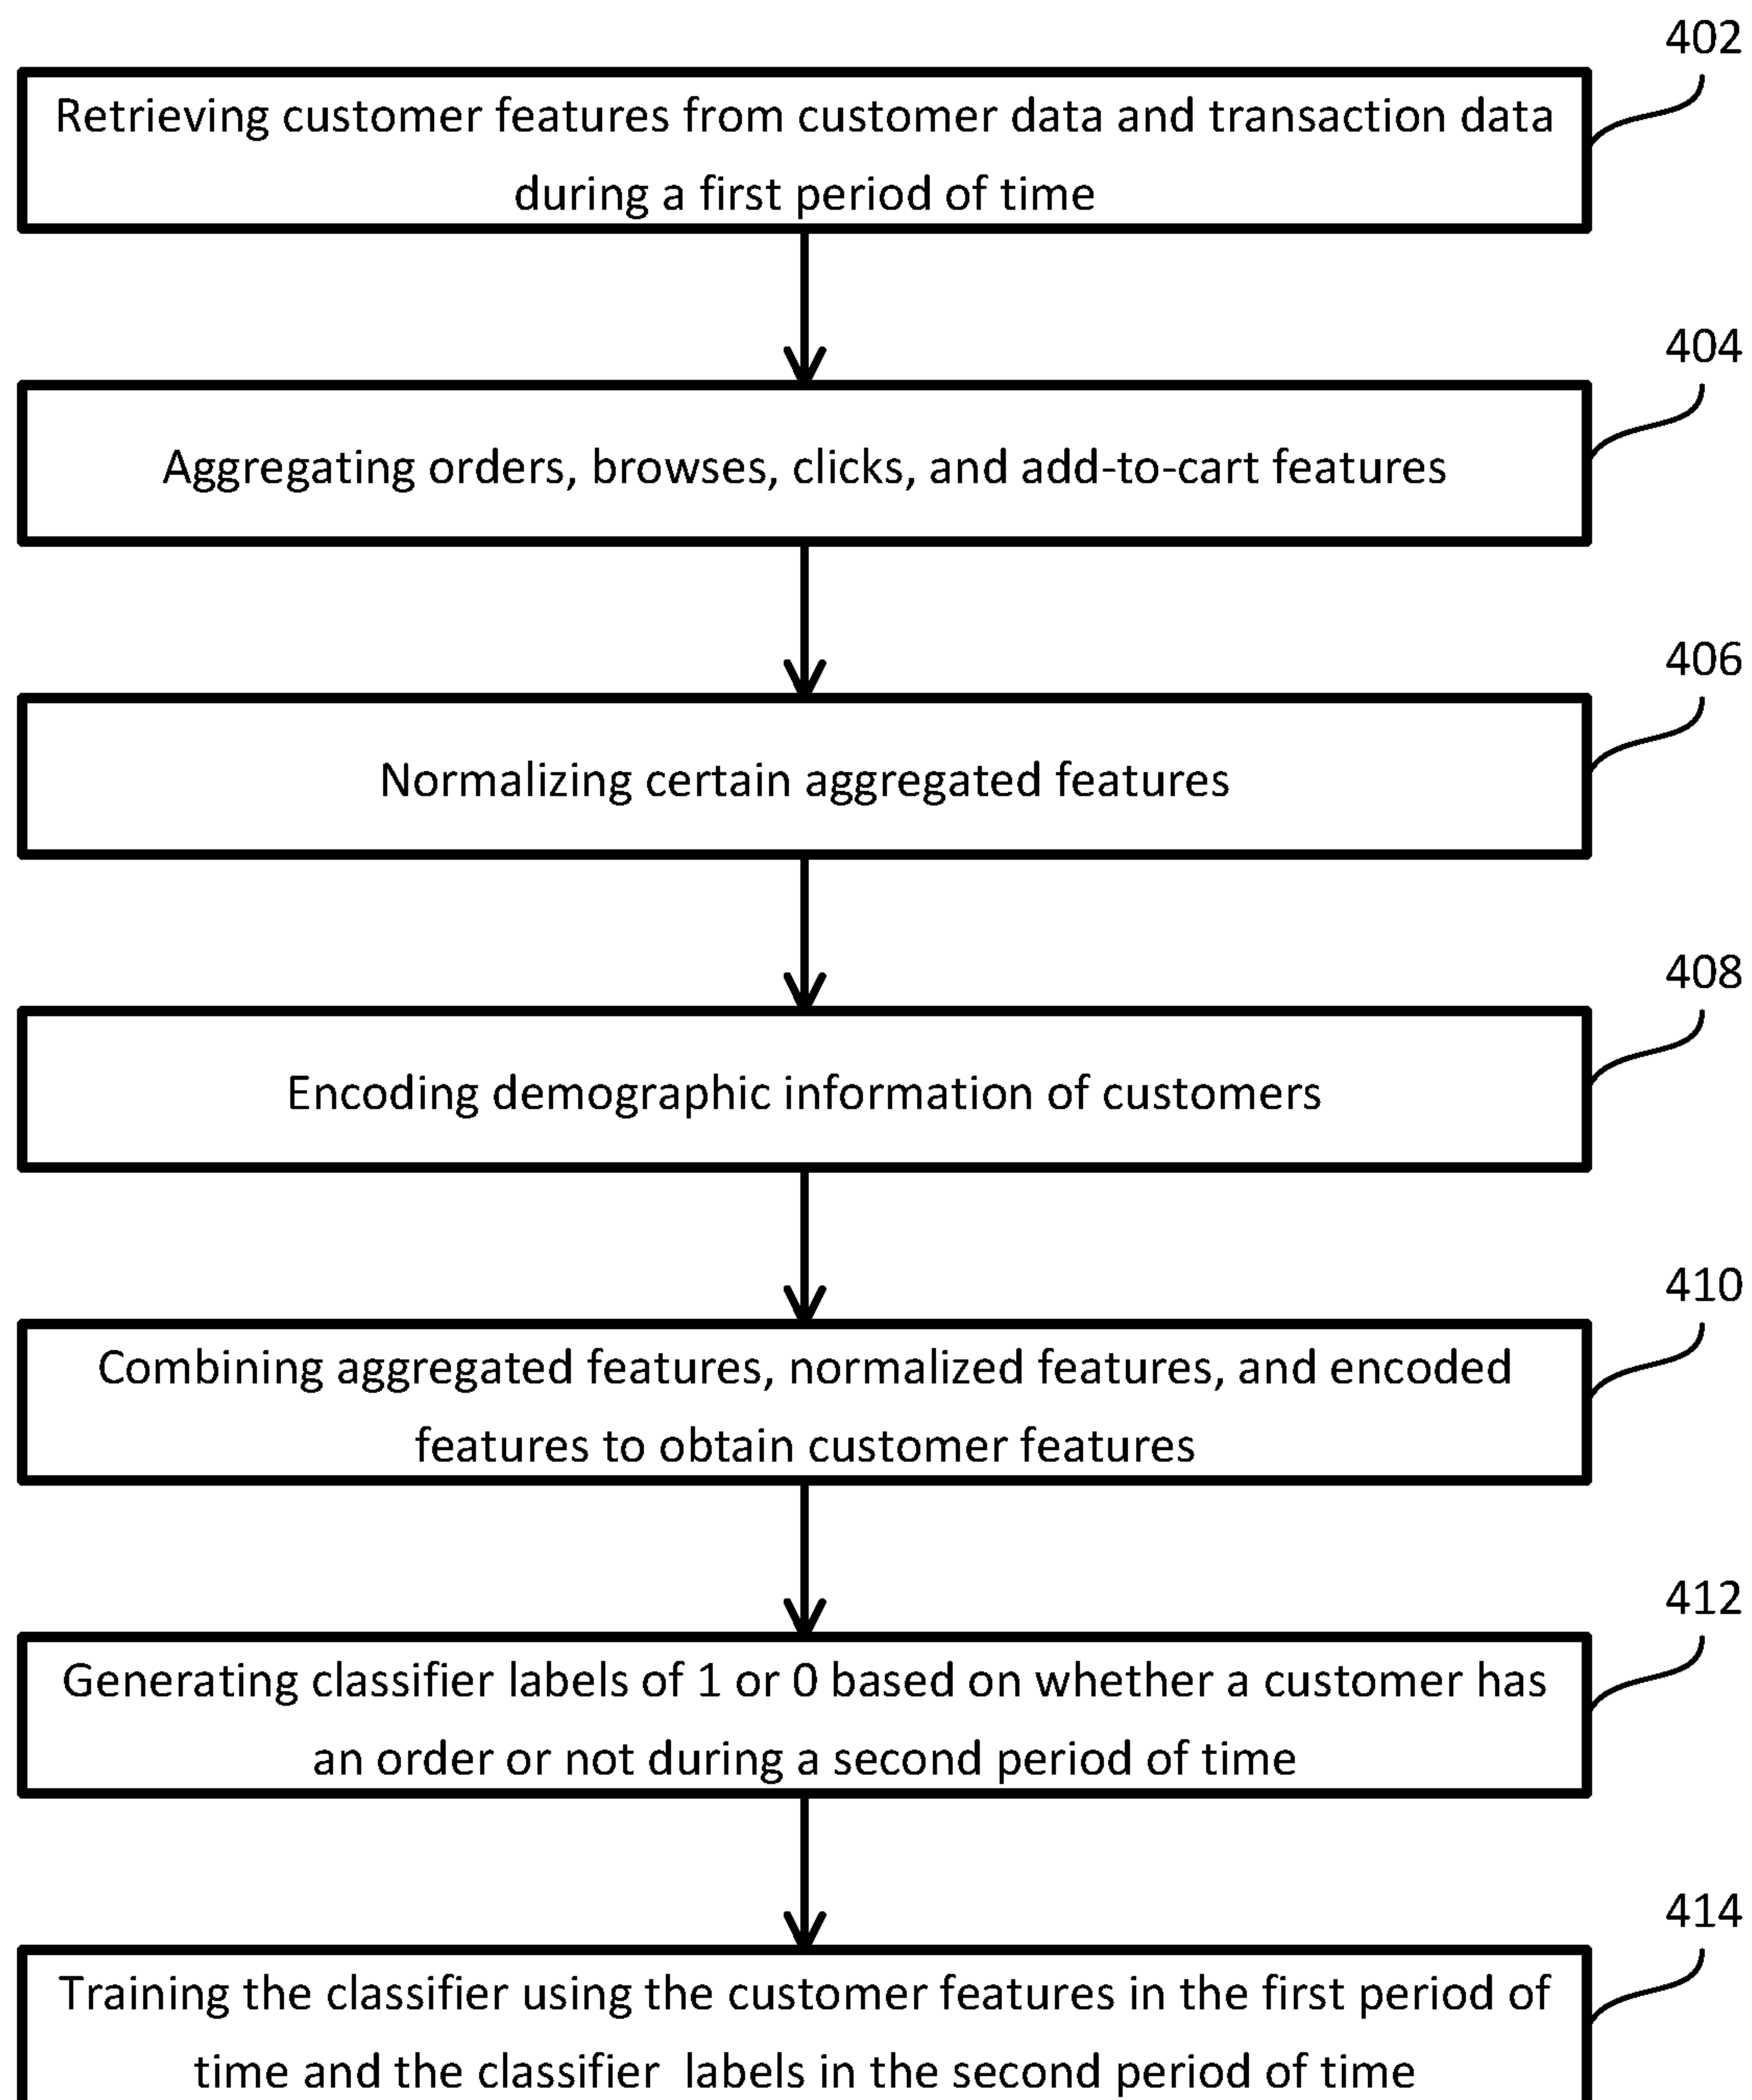 402
Retrieving customer features from customer data and transaction data
during a first period of time
404
Aggregating orders, browses, clicks, and add-to-cart features
406
Normalizing certain aggregated features
408
Encoding demographic information of customers
410
Combining aggregated features, normalized features, and encoded
features to obtain customer features
412
Generating classifier labels of 1 or 0 based on whether a customer has
an order or not during a second period of time
414
Training the classifier using the customer features in the first period of
time and the classifier labels in the second period of time